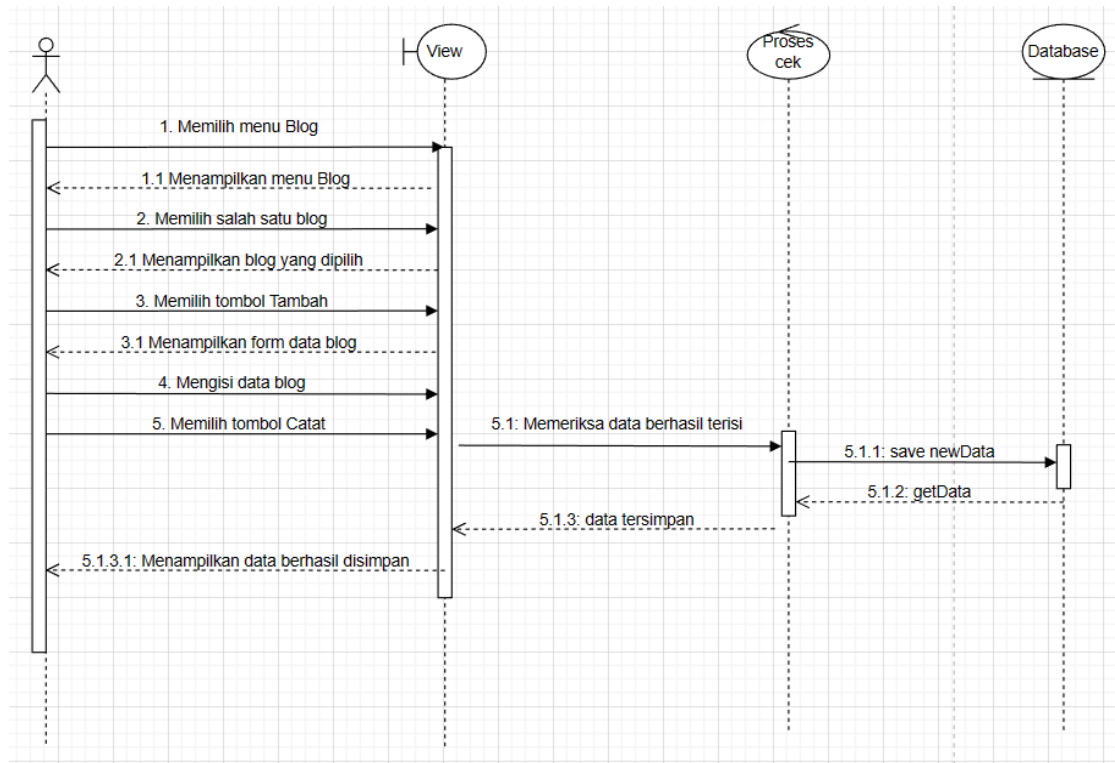 View
Proses
cek
Database
1. Memilih menu Blog
1.1 Menampilkan menu Blog
2. Memilih salah satu blog
2.1 Menampilkan blog yang dipilih
3. Memilih tombol Tambah
3.1 Menampilkan form data blog
4. Mengisi data blog
5. Memilih tombol Catat
5.1: Memeriksa data berhasil terisi
5.1.1: save newData
5.1.2: getData
5.1.3: data tersimpan
5.1.3.1: Menampilkan data berhasil disimpan